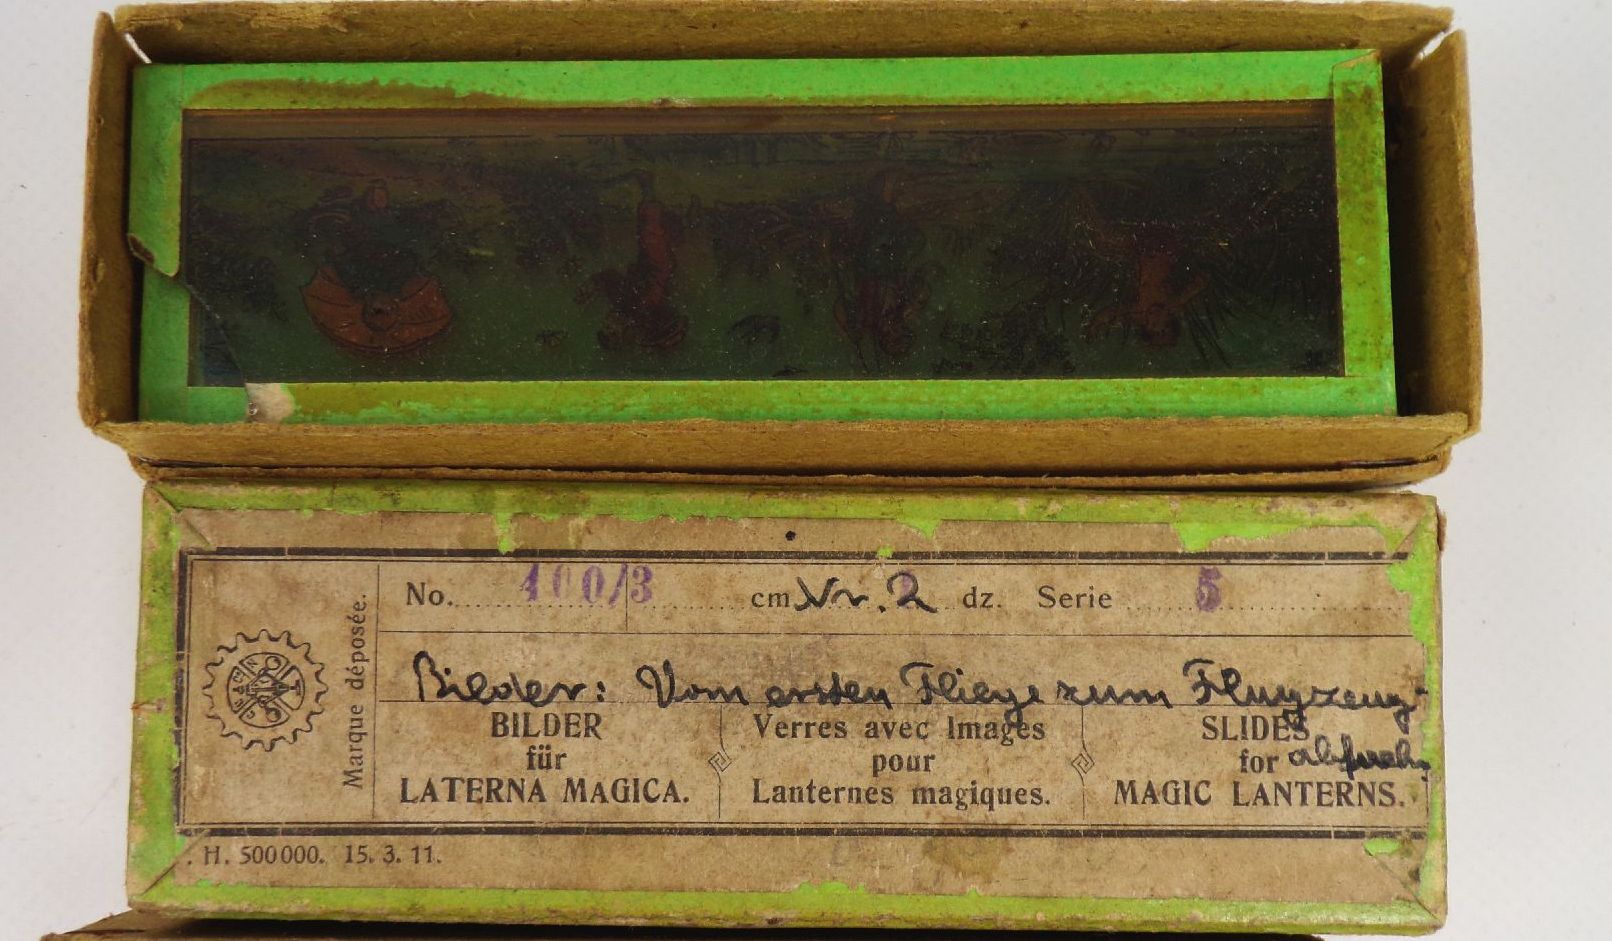 No. 100/3 cm Nr. 2 dz. Serie 5
Bilder: Vom ersten Fliege zum Flugzeug-
Marque déposée.
BILDER
für
LATERNA MAGICA.
Verres avec Images
pour
Lanternes magiques.
SLIDES
for
MAGIC LANTERNS.
H. 500000. 15. 3. 11.